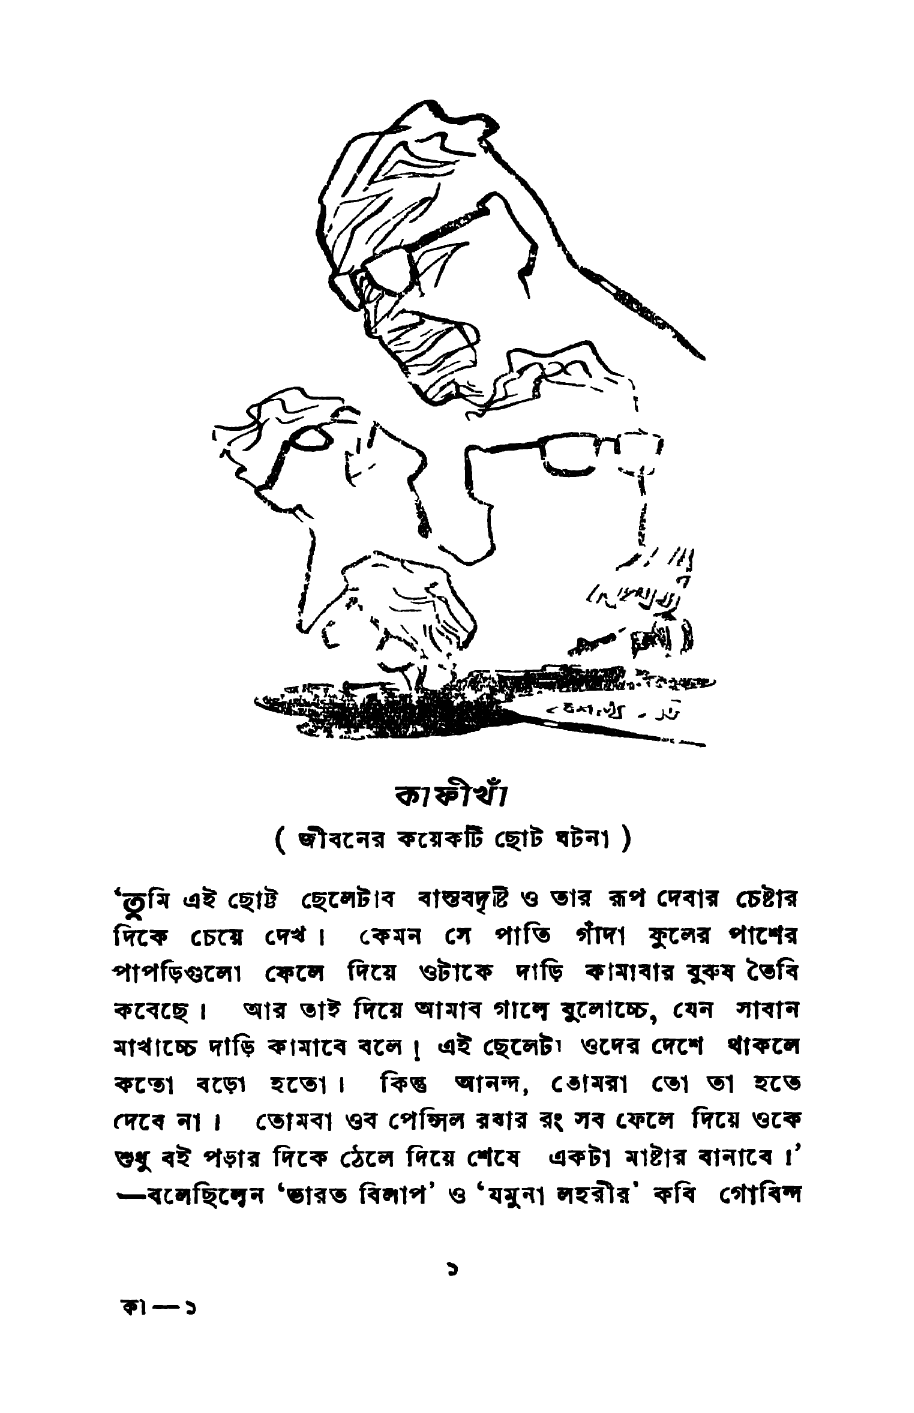 কাফীখাঁ
( জীবনের কয়েকটি ছোট ঘটনা )
‘তুমি এই ছোট্ট ছেলেটাব বাস্তবদৃষ্টি ও তার রূপ দেবার চেষ্টার
দিকে চেয়ে দেখ। কেমন সে পাতি গাঁদা ফুলের পাশের
পাপড়িগুলো ফেলে দিয়ে ওটাকে দাড়ি কামাবার বুরুষ তৈবি
কবেছে। আর তাই দিয়ে আমাব গালে বুলোচ্ছে, যেন সাবান
মাখাচ্ছে দাড়ি কামাবে বলে! এই ছেলেটা ওদের দেশে থাকলে
কতো বড়ো হতো। কিন্তু আনন্দ, তোমরা তো তা হতে
দেবে না। তোমবা ওব পেন্সিল রবার রং সব ফেলে দিয়ে ওকে
শুধু বই পড়ার দিকে ঠেলে দিয়ে শেষে একটা মাষ্টার বানাবে।’
—বলেছিলেন ‘ভারত বিলাপ’ ও ‘যমুনা লহরীর’ কবি গোবিন্দ
১
কা—১